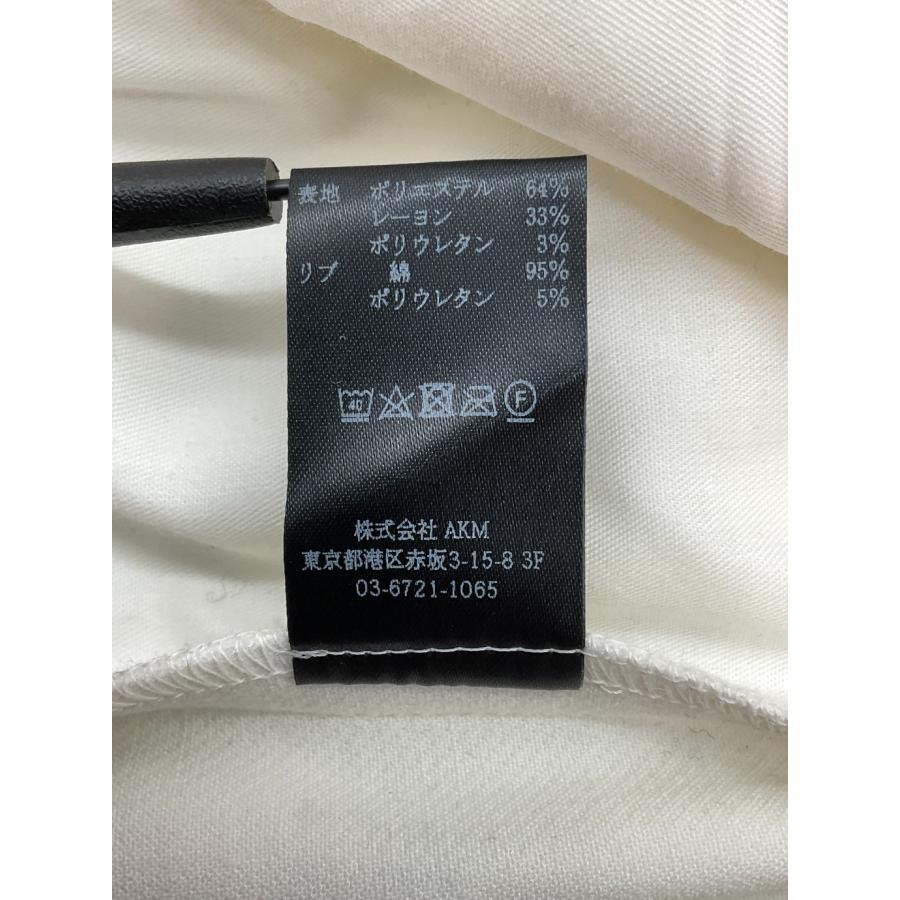 表地 ポリエステル 64%
レーヨン 33%
ポリウレタン 3%
リブ 綿 95%
ポリウレタン 5%
40
F
株式会社 AKM
東京都港区赤坂3-15-8 3F
03-6721-1065